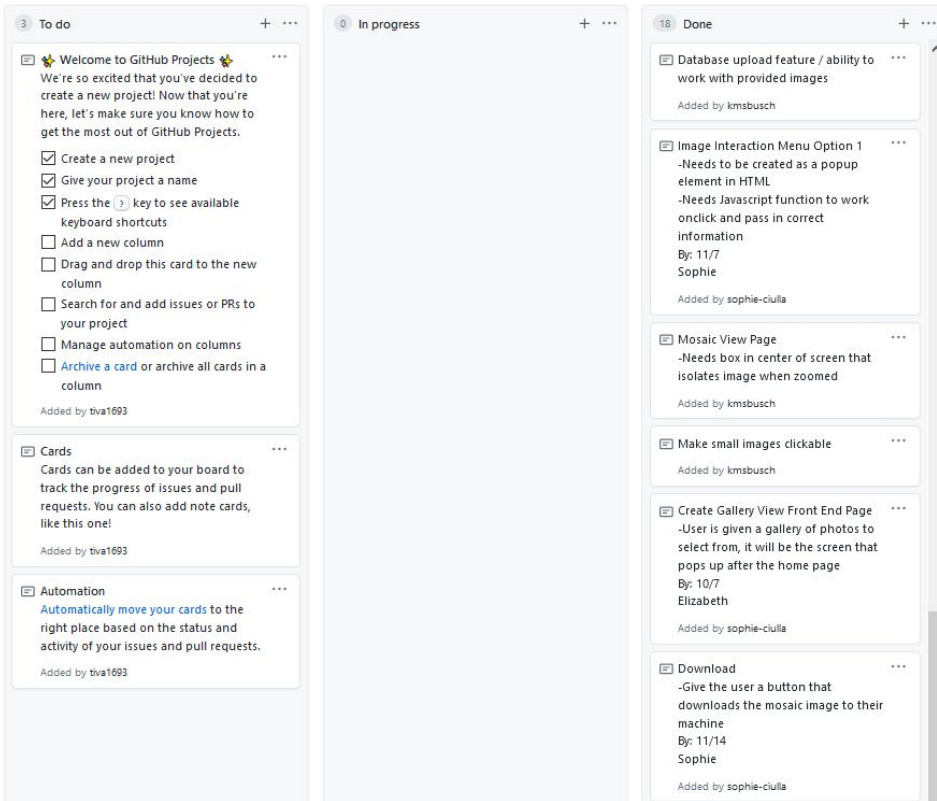 3 To do
Welcome to GitHub Projects
We're so excited that you've decided to
create a new project! Now that you're
here, let's make sure you know how to
get the most out of GitHub Projects.
Create a new project
Give your project a name
Press the ? key to see available
keyboard shortcuts
Add a new column
Drag and drop this card to the new
column
Search for and add issues or PRs to
your project
Manage automation on columns
Archive a card or archive all cards in a
column
Added by tiva1693
Cards
Cards can be added to your board to
track the progress of issues and pull
requests. You can also add note cards,
like this one!
Added by tiva1693
Automation
Automatically move your cards to the
right place based on the status and
activity of your issues and pull requests.
Added by tiva1693
0 In progress
18 Done
Database upload feature / ability to
work with provided images
Added by kmsbusch
Image Interaction Menu Option 1
-Needs to be created as a popup
element in HTML
-Needs Javascript function to work
onclick and pass in correct
information
By: 11/7
Sophie
Added by sophie-ciulla
Mosaic View Page
-Needs box in center of screen that
isolates image when zoomed
Added by kmsbusch
Make small images clickable
Added by kmsbusch
Create Gallery View Front End Page
-User is given a gallery of photos to
select from, it will be the screen that
pops up after the home page
By: 10/7
Elizabeth
Added by sophie-ciulla
Download
-Give the user a button that
downloads the mosaic image to their
machine
By: 11/14
Sophie
Added by sophie-ciulla